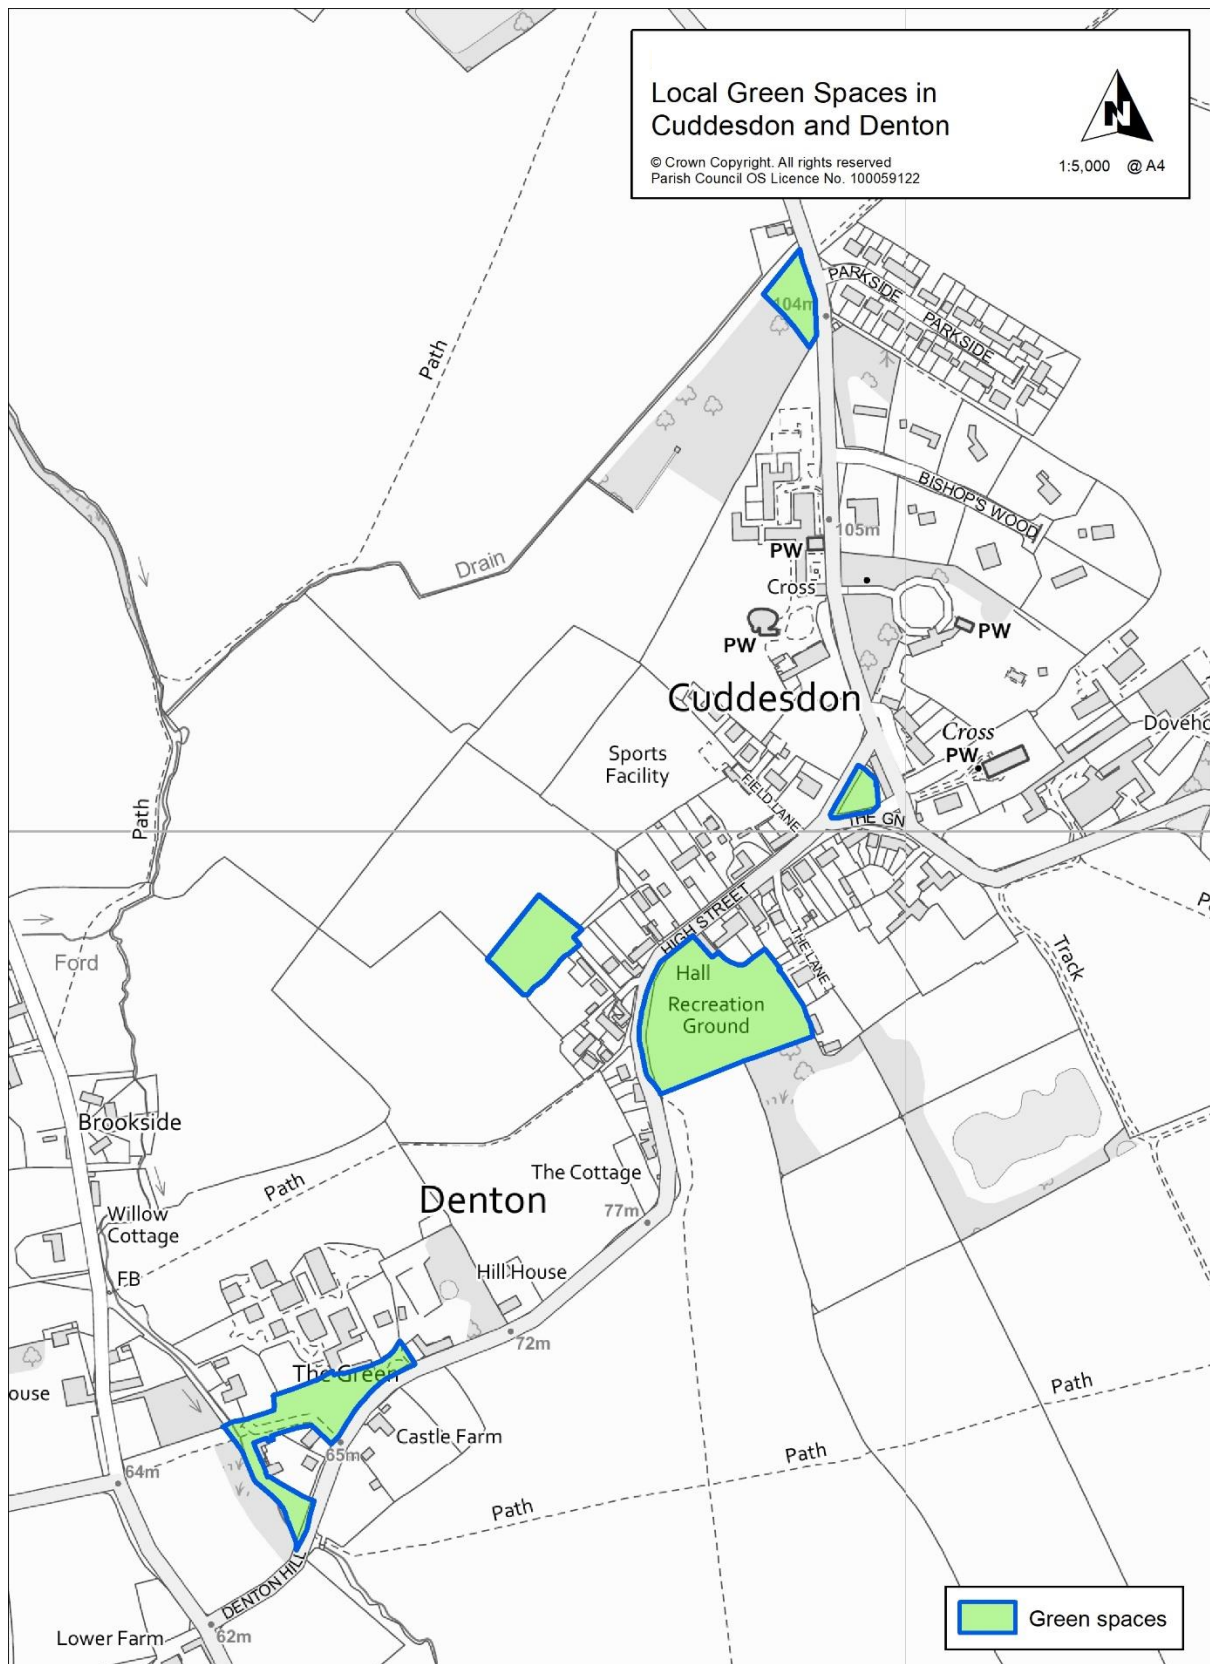 Local Green Spaces in
Cuddesdon and Denton
© Crown Copyright. All rights reserved
Parish Council OS Licence No. 100059122
N
1:5,000 @ A4
PARKSIDE
104m
PARKSIDE
Path
BISHOP'S WOOD
105m
PW
Drain
Cross
PW
PW
Cuddesdon
Cross
PW
Doveho
Sports
Facility
FIELD LANE
Path
THE GN
HIGH STREET
THE LANE
Ford
Hall
Track
Recreation
Ground
Brookside
The Cottage
Path
Denton
77m
Willow
Cottage
Hill House
FB
72m
The Green
ouse
Path
Castle Farm
65m
Path
64m
Path
DENTON HILL
Lower Farm
62m
Green spaces